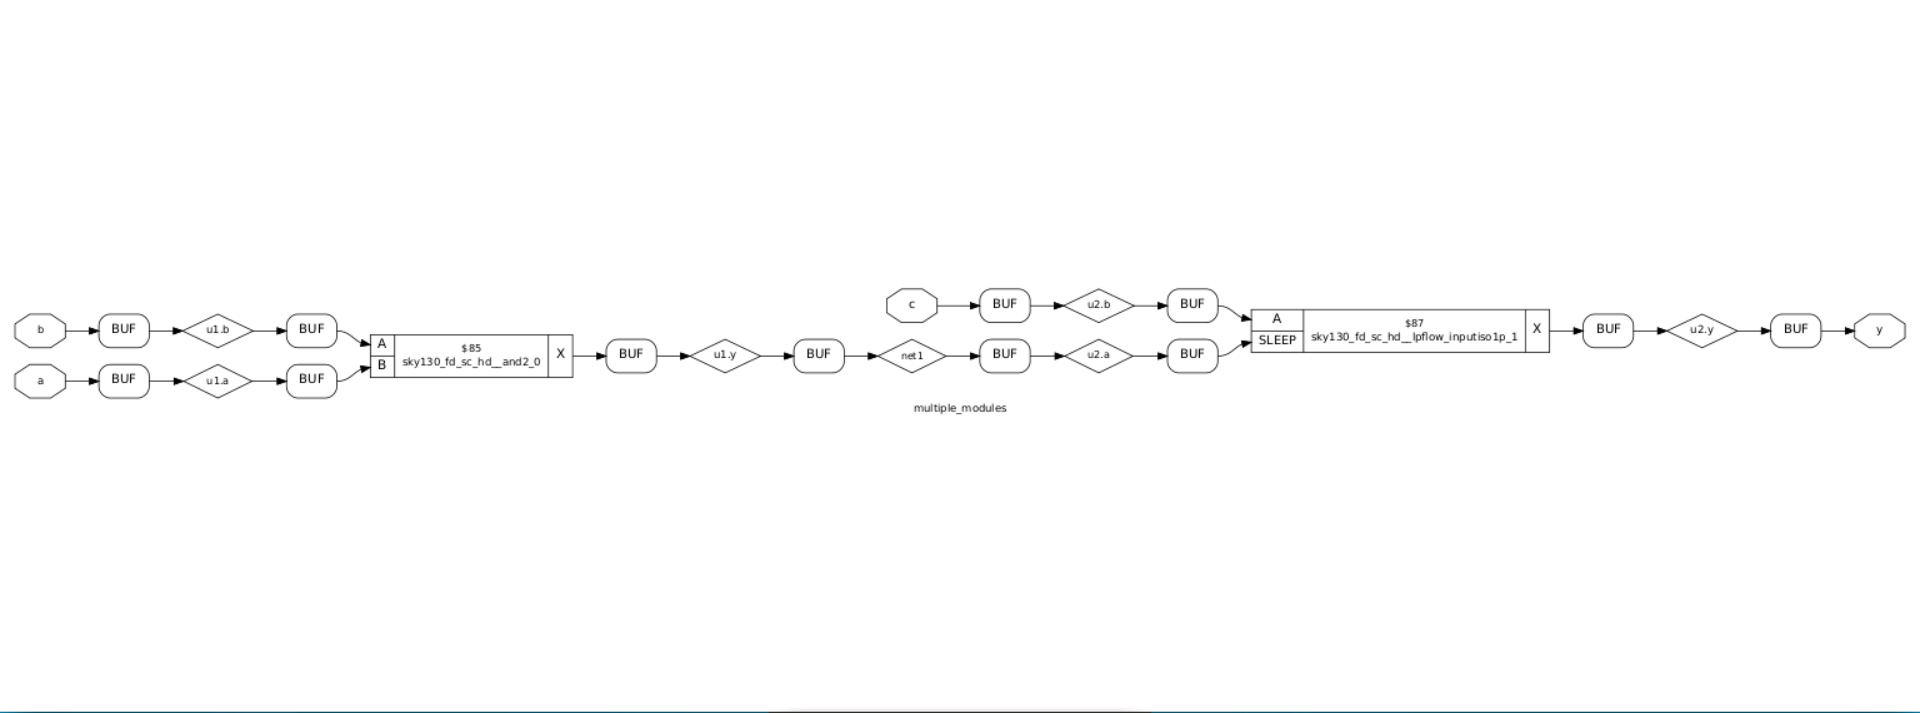 c BUF u2.b BUF
b BUF u1.b BUF
A $87 X BUF u2.y BUF y
sky130_fd_sc_hd__lpflow_inputiso1p_1
SLEEP
A $85 X BUF u1.y BUF net1 BUF u2.a BUF
B sky130_fd_sc_hd__and2_0
a BUF u1.a BUF
multiple_modules